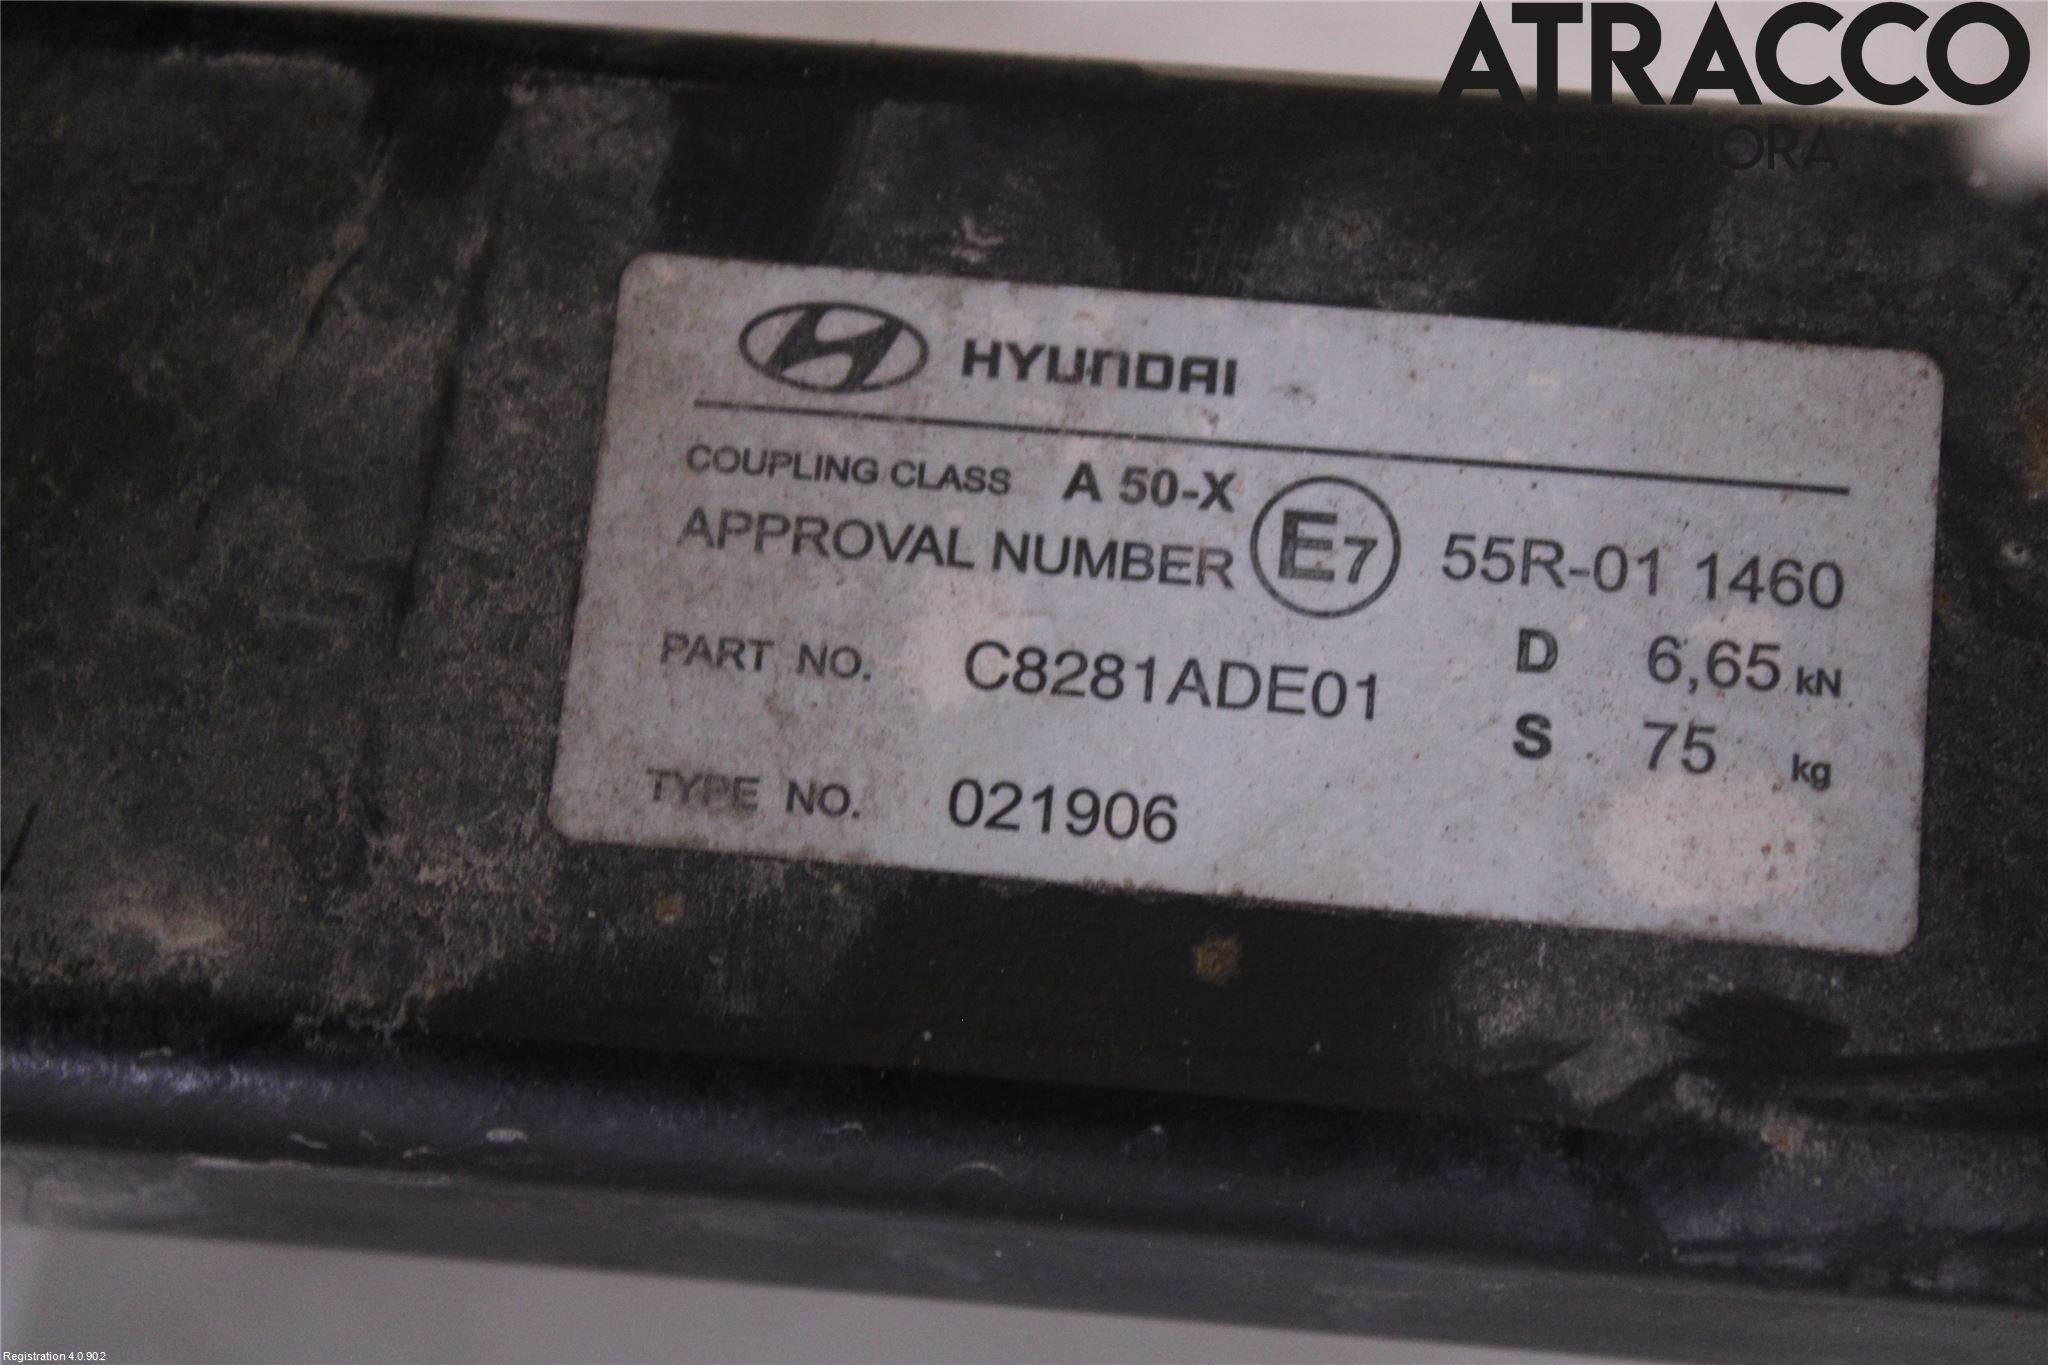 ATRACCO
HEDEMORA
HYUNDAI
COUPLING CLASS A 50-X
APPROVAL NUMBER E7 55R-01 1460
PART NO. C8281ADE01 D 6,65 kN
S 75 kg
TYPE NO. 021906
Registration 4.0.90.2